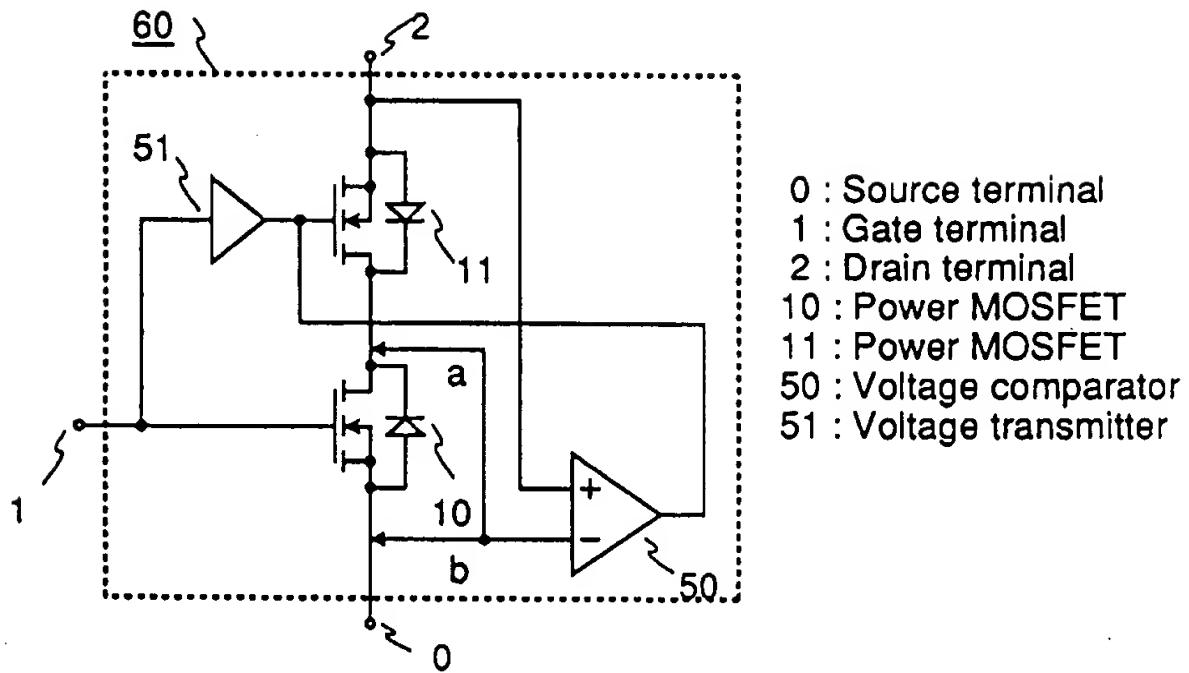 60
2
51
11
a
10
b
1
+
−
50
0
0 : Source terminal
1 : Gate terminal
2 : Drain terminal
10 : Power MOSFET
11 : Power MOSFET
50 : Voltage comparator
51 : Voltage transmitter